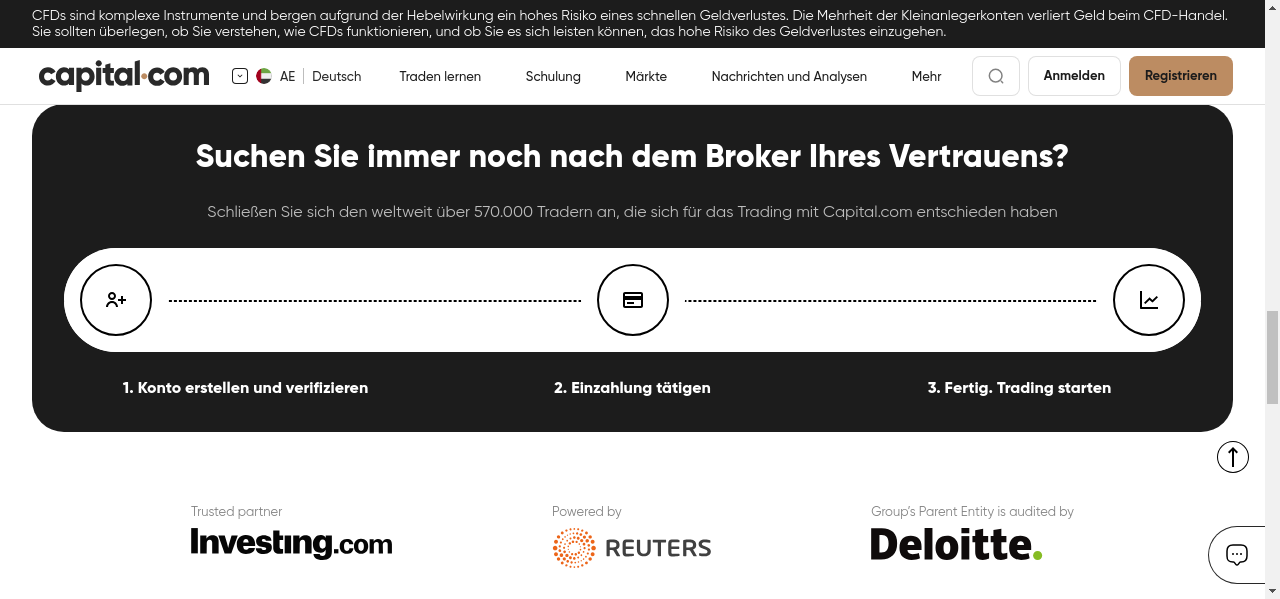 CFDs sind komplexe Instrumente und bergen aufgrund der Hebelwirkung ein hohes Risiko eines schnellen Geldverlustes. Die Mehrheit der Kleinanlegerkonten verliert Geld beim CFD-Handel.
Sie sollten überlegen, ob Sie verstehen, wie CFDs funktionieren, und ob Sie es sich leisten können, das hohe Risiko des Geldverlustes einzugehen.
capital.com AE Deutsch Traden lernen Schulung Märkte Nachrichten und Analysen Mehr Anmelden Registrieren
Suchen Sie immer noch nach dem Broker Ihres Vertrauens?
Schließen Sie sich den weltweit über 570.000 Tradern an, die sich für das Trading mit Capital.com entschieden haben
1. Konto erstellen und verifizieren 2. Einzahlung tätigen 3. Fertig. Trading starten
Trusted partner Powered by Group's Parent Entity is audited by
Investing.com REUTERS Deloitte.